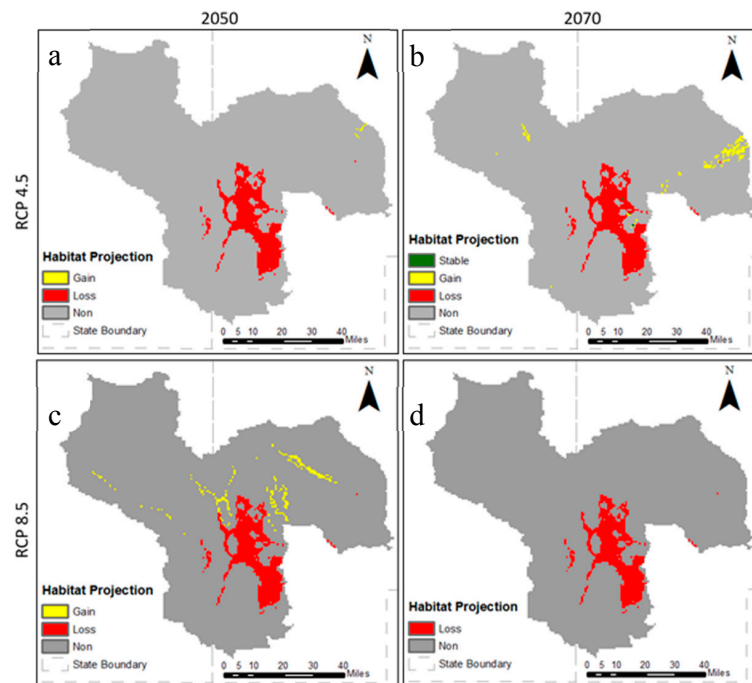 2050
2070
RCP 4.5
a
N
Habitat Projection
Gain
Loss
Non
State Boundary
0 5 10 20 30 40
Miles
b
N
Habitat Projection
Stable
Gain
Loss
Non
State Boundary
0 5 10 20 30 40
Miles
RCP 8.5
c
N
Habitat Projection
Gain
Loss
Non
State Boundary
0 5 10 20 30 40
Miles
d
N
Habitat Projection
Loss
Non
State Boundary
0 5 10 20 30 40
Miles